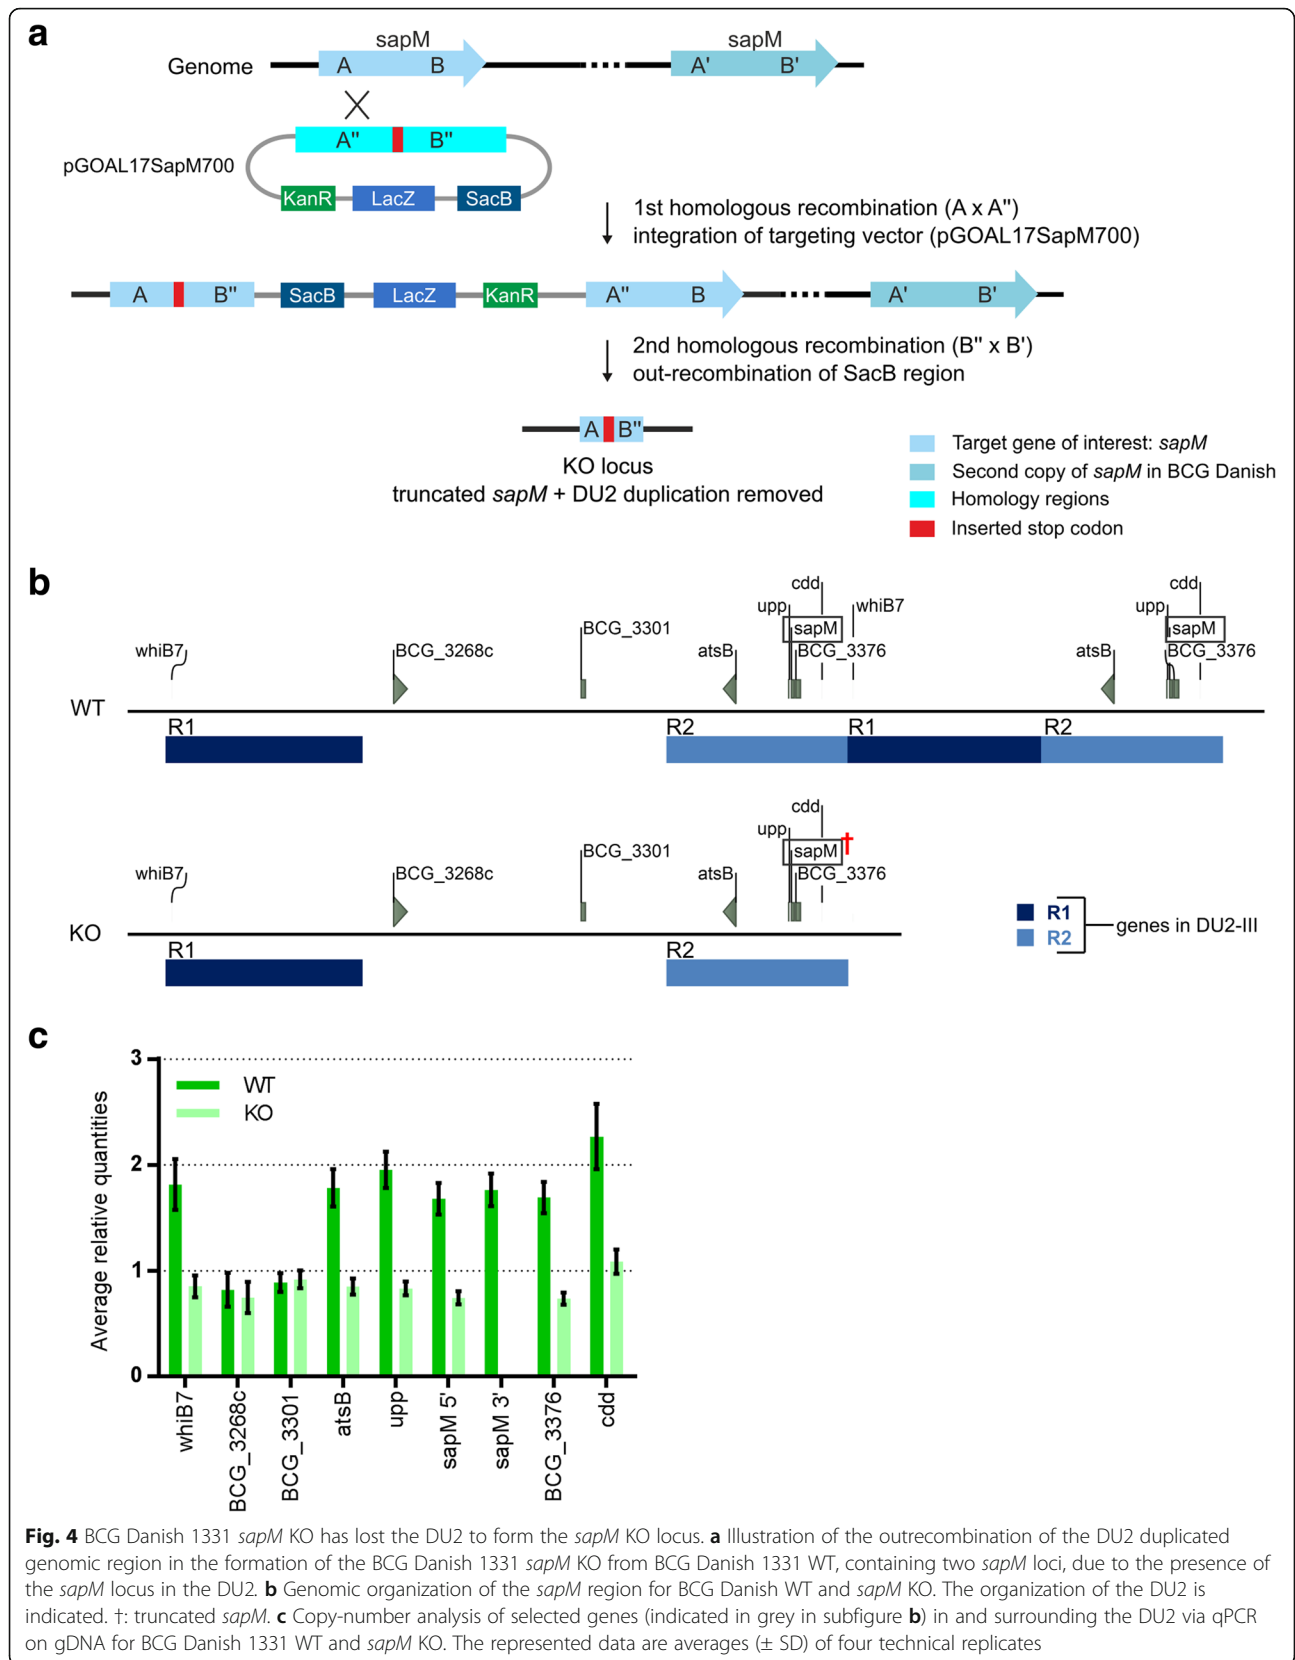 a
sapM
sapM
Genome
A
B
A'
B'
A"
B"
pGOAL17SapM700
KanR
LacZ
SacB
1st homologous recombination (A x A")
integration of targeting vector (pGOAL17SapM700)
A
B"
SacB
LacZ
KanR
A"
B
A'
B'
2nd homologous recombination (B" x B')
out-recombination of SacB region
A
B"
KO locus
truncated sapM + DU2 duplication removed
Target gene of interest: sapM
Second copy of sapM in BCG Danish
Homology regions
Inserted stop codon
b
cdd
cdd
upp
whiB7
upp
BCG_3301
sapM
sapM
whiB7
BCG_3268c
atsB
BCG_3376
atsB
BCG_3376
WT
R1
R2
R1
R2
cdd
upp
BCG_3301
sapM
†
whiB7
BCG_3268c
atsB
BCG_3376
KO
R1
R2
R1
R2
genes in DU2-III
c
3
2
1
0
Average relative quantities
WT
KO
whiB7
BCG_3268c
BCG_3301
atsB
upp
sapM 5'
sapM 3'
BCG_3376
cdd
Fig. 4 BCG Danish 1331 sapM KO has lost the DU2 to form the sapM KO locus. a Illustration of the outrecombination of the DU2 duplicated
genomic region in the formation of the BCG Danish 1331 sapM KO from BCG Danish 1331 WT, containing two sapM loci, due to the presence of
the sapM locus in the DU2. b Genomic organization of the sapM region for BCG Danish WT and sapM KO. The organization of the DU2 is
indicated. †: truncated sapM. c Copy-number analysis of selected genes (indicated in grey in subfigure b) in and surrounding the DU2 via qPCR
on gDNA for BCG Danish 1331 WT and sapM KO. The represented data are averages (± SD) of four technical replicates